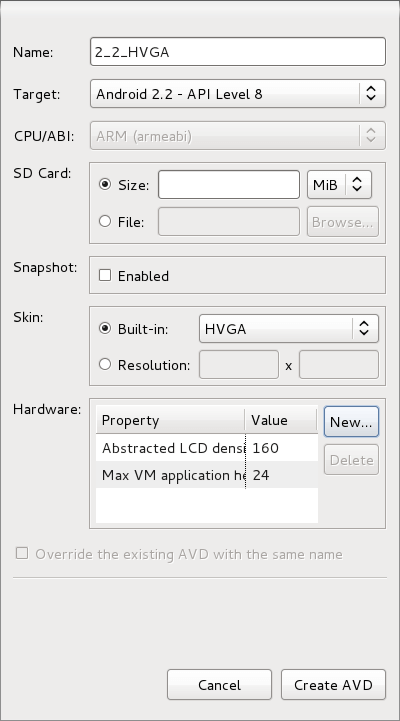 Name: 2_2_HVGA
Target: Android 2.2 - API Level 8
CPU/ABI: ARM (armeabi)
SD Card: Size: MiB
File: Browse...
Snapshot: Enabled
Skin: Built-in: HVGA
Resolution: x
Hardware: Property Value New...
Abstracted LCD densi 160 Delete
Max VM application he 24
Override the existing AVD with the same name
Cancel Create AVD